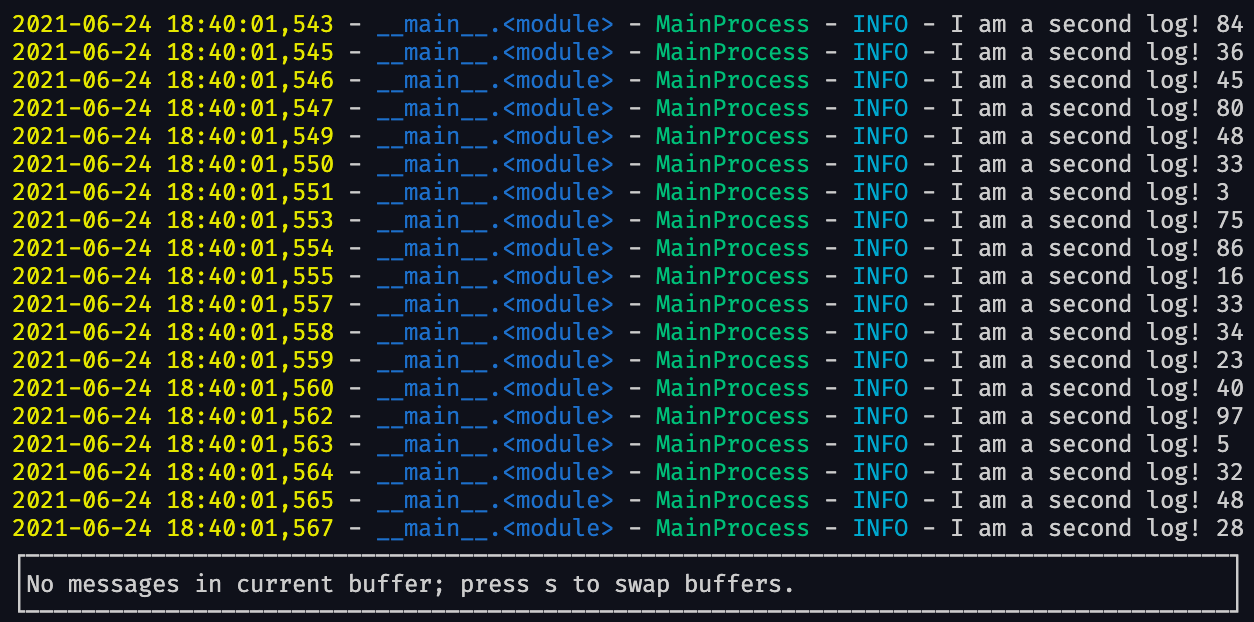 2021-06-24 18:40:01,543 - __main__.<module> - MainProcess - INFO - I am a second log! 84
2021-06-24 18:40:01,545 - __main__.<module> - MainProcess - INFO - I am a second log! 36
2021-06-24 18:40:01,546 - __main__.<module> - MainProcess - INFO - I am a second log! 45
2021-06-24 18:40:01,547 - __main__.<module> - MainProcess - INFO - I am a second log! 80
2021-06-24 18:40:01,549 - __main__.<module> - MainProcess - INFO - I am a second log! 48
2021-06-24 18:40:01,550 - __main__.<module> - MainProcess - INFO - I am a second log! 33
2021-06-24 18:40:01,551 - __main__.<module> - MainProcess - INFO - I am a second log! 3
2021-06-24 18:40:01,553 - __main__.<module> - MainProcess - INFO - I am a second log! 75
2021-06-24 18:40:01,554 - __main__.<module> - MainProcess - INFO - I am a second log! 86
2021-06-24 18:40:01,555 - __main__.<module> - MainProcess - INFO - I am a second log! 16
2021-06-24 18:40:01,557 - __main__.<module> - MainProcess - INFO - I am a second log! 33
2021-06-24 18:40:01,558 - __main__.<module> - MainProcess - INFO - I am a second log! 34
2021-06-24 18:40:01,559 - __main__.<module> - MainProcess - INFO - I am a second log! 23
2021-06-24 18:40:01,560 - __main__.<module> - MainProcess - INFO - I am a second log! 40
2021-06-24 18:40:01,562 - __main__.<module> - MainProcess - INFO - I am a second log! 97
2021-06-24 18:40:01,563 - __main__.<module> - MainProcess - INFO - I am a second log! 5
2021-06-24 18:40:01,564 - __main__.<module> - MainProcess - INFO - I am a second log! 32
2021-06-24 18:40:01,565 - __main__.<module> - MainProcess - INFO - I am a second log! 48
2021-06-24 18:40:01,567 - __main__.<module> - MainProcess - INFO - I am a second log! 28
No messages in current buffer; press s to swap buffers.